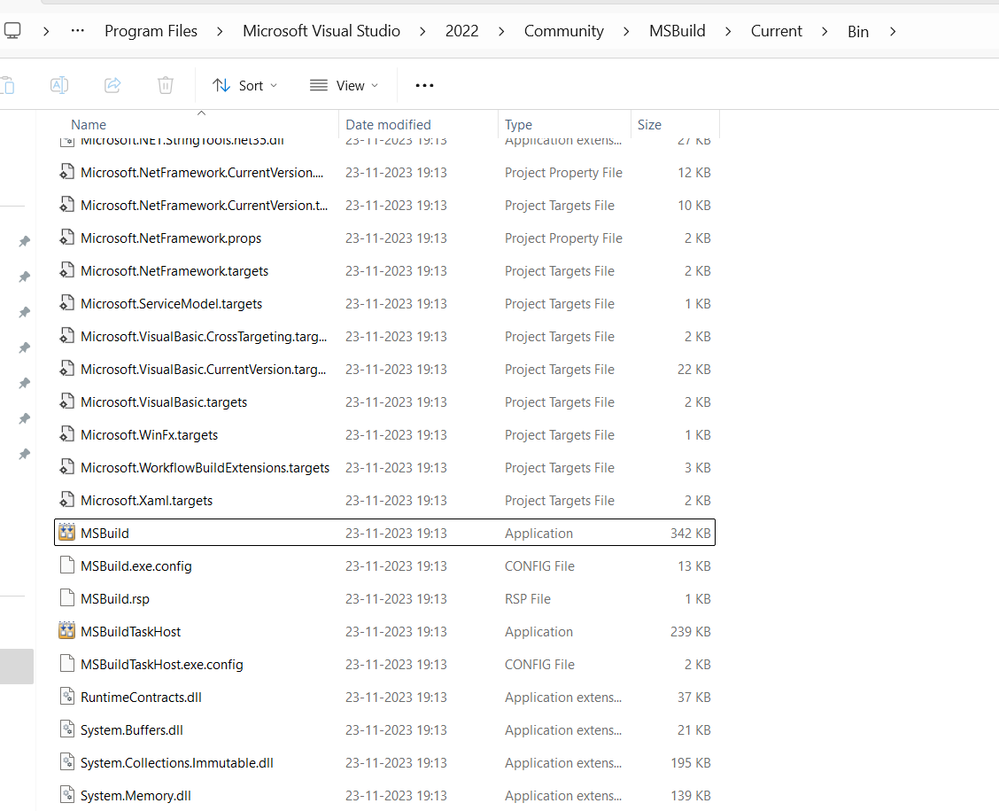 ··· Program Files > Microsoft Visual Studio > 2022 > Community > MSBuild > Current > Bin >
Sort View ···
Name Date modified Type Size
Microsoft.NET.StringTools.net35.dll 23-11-2023 19:13 Application extens... 27 KB
Microsoft.NetFramework.CurrentVersion.... 23-11-2023 19:13 Project Property File 12 KB
Microsoft.NetFramework.CurrentVersion.t... 23-11-2023 19:13 Project Targets File 10 KB
Microsoft.NetFramework.props 23-11-2023 19:13 Project Property File 2 KB
Microsoft.NetFramework.targets 23-11-2023 19:13 Project Targets File 2 KB
Microsoft.ServiceModel.targets 23-11-2023 19:13 Project Targets File 1 KB
Microsoft.VisualBasic.CrossTargeting.targ... 23-11-2023 19:13 Project Targets File 2 KB
Microsoft.VisualBasic.CurrentVersion.targ... 23-11-2023 19:13 Project Targets File 22 KB
Microsoft.VisualBasic.targets 23-11-2023 19:13 Project Targets File 2 KB
Microsoft.WinFx.targets 23-11-2023 19:13 Project Targets File 1 KB
Microsoft.WorkflowBuildExtensions.targets 23-11-2023 19:13 Project Targets File 3 KB
Microsoft.Xaml.targets 23-11-2023 19:13 Project Targets File 2 KB
MSBuild 23-11-2023 19:13 Application 342 KB
MSBuild.exe.config 23-11-2023 19:13 CONFIG File 13 KB
MSBuild.rsp 23-11-2023 19:13 RSP File 1 KB
MSBuildTaskHost 23-11-2023 19:13 Application 239 KB
MSBuildTaskHost.exe.config 23-11-2023 19:13 CONFIG File 2 KB
RuntimeContracts.dll 23-11-2023 19:13 Application extens... 37 KB
System.Buffers.dll 23-11-2023 19:13 Application extens... 21 KB
System.Collections.Immutable.dll 23-11-2023 19:13 Application extens... 195 KB
System.Memory.dll 23-11-2023 19:13 Application extens... 139 KB